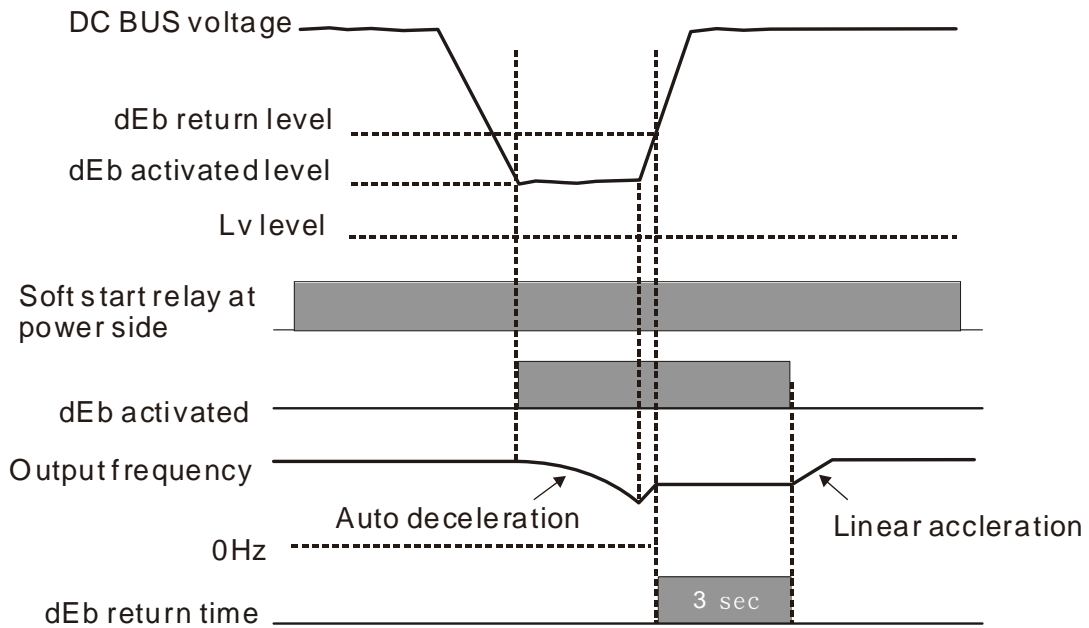 DC BUS voltage
dEb return level
dEb activated level
Lv level
Soft start relay at
power side
dEb activated
Output frequency
Auto deceleration
Linear accleration
0Hz
3 sec
dEb return time